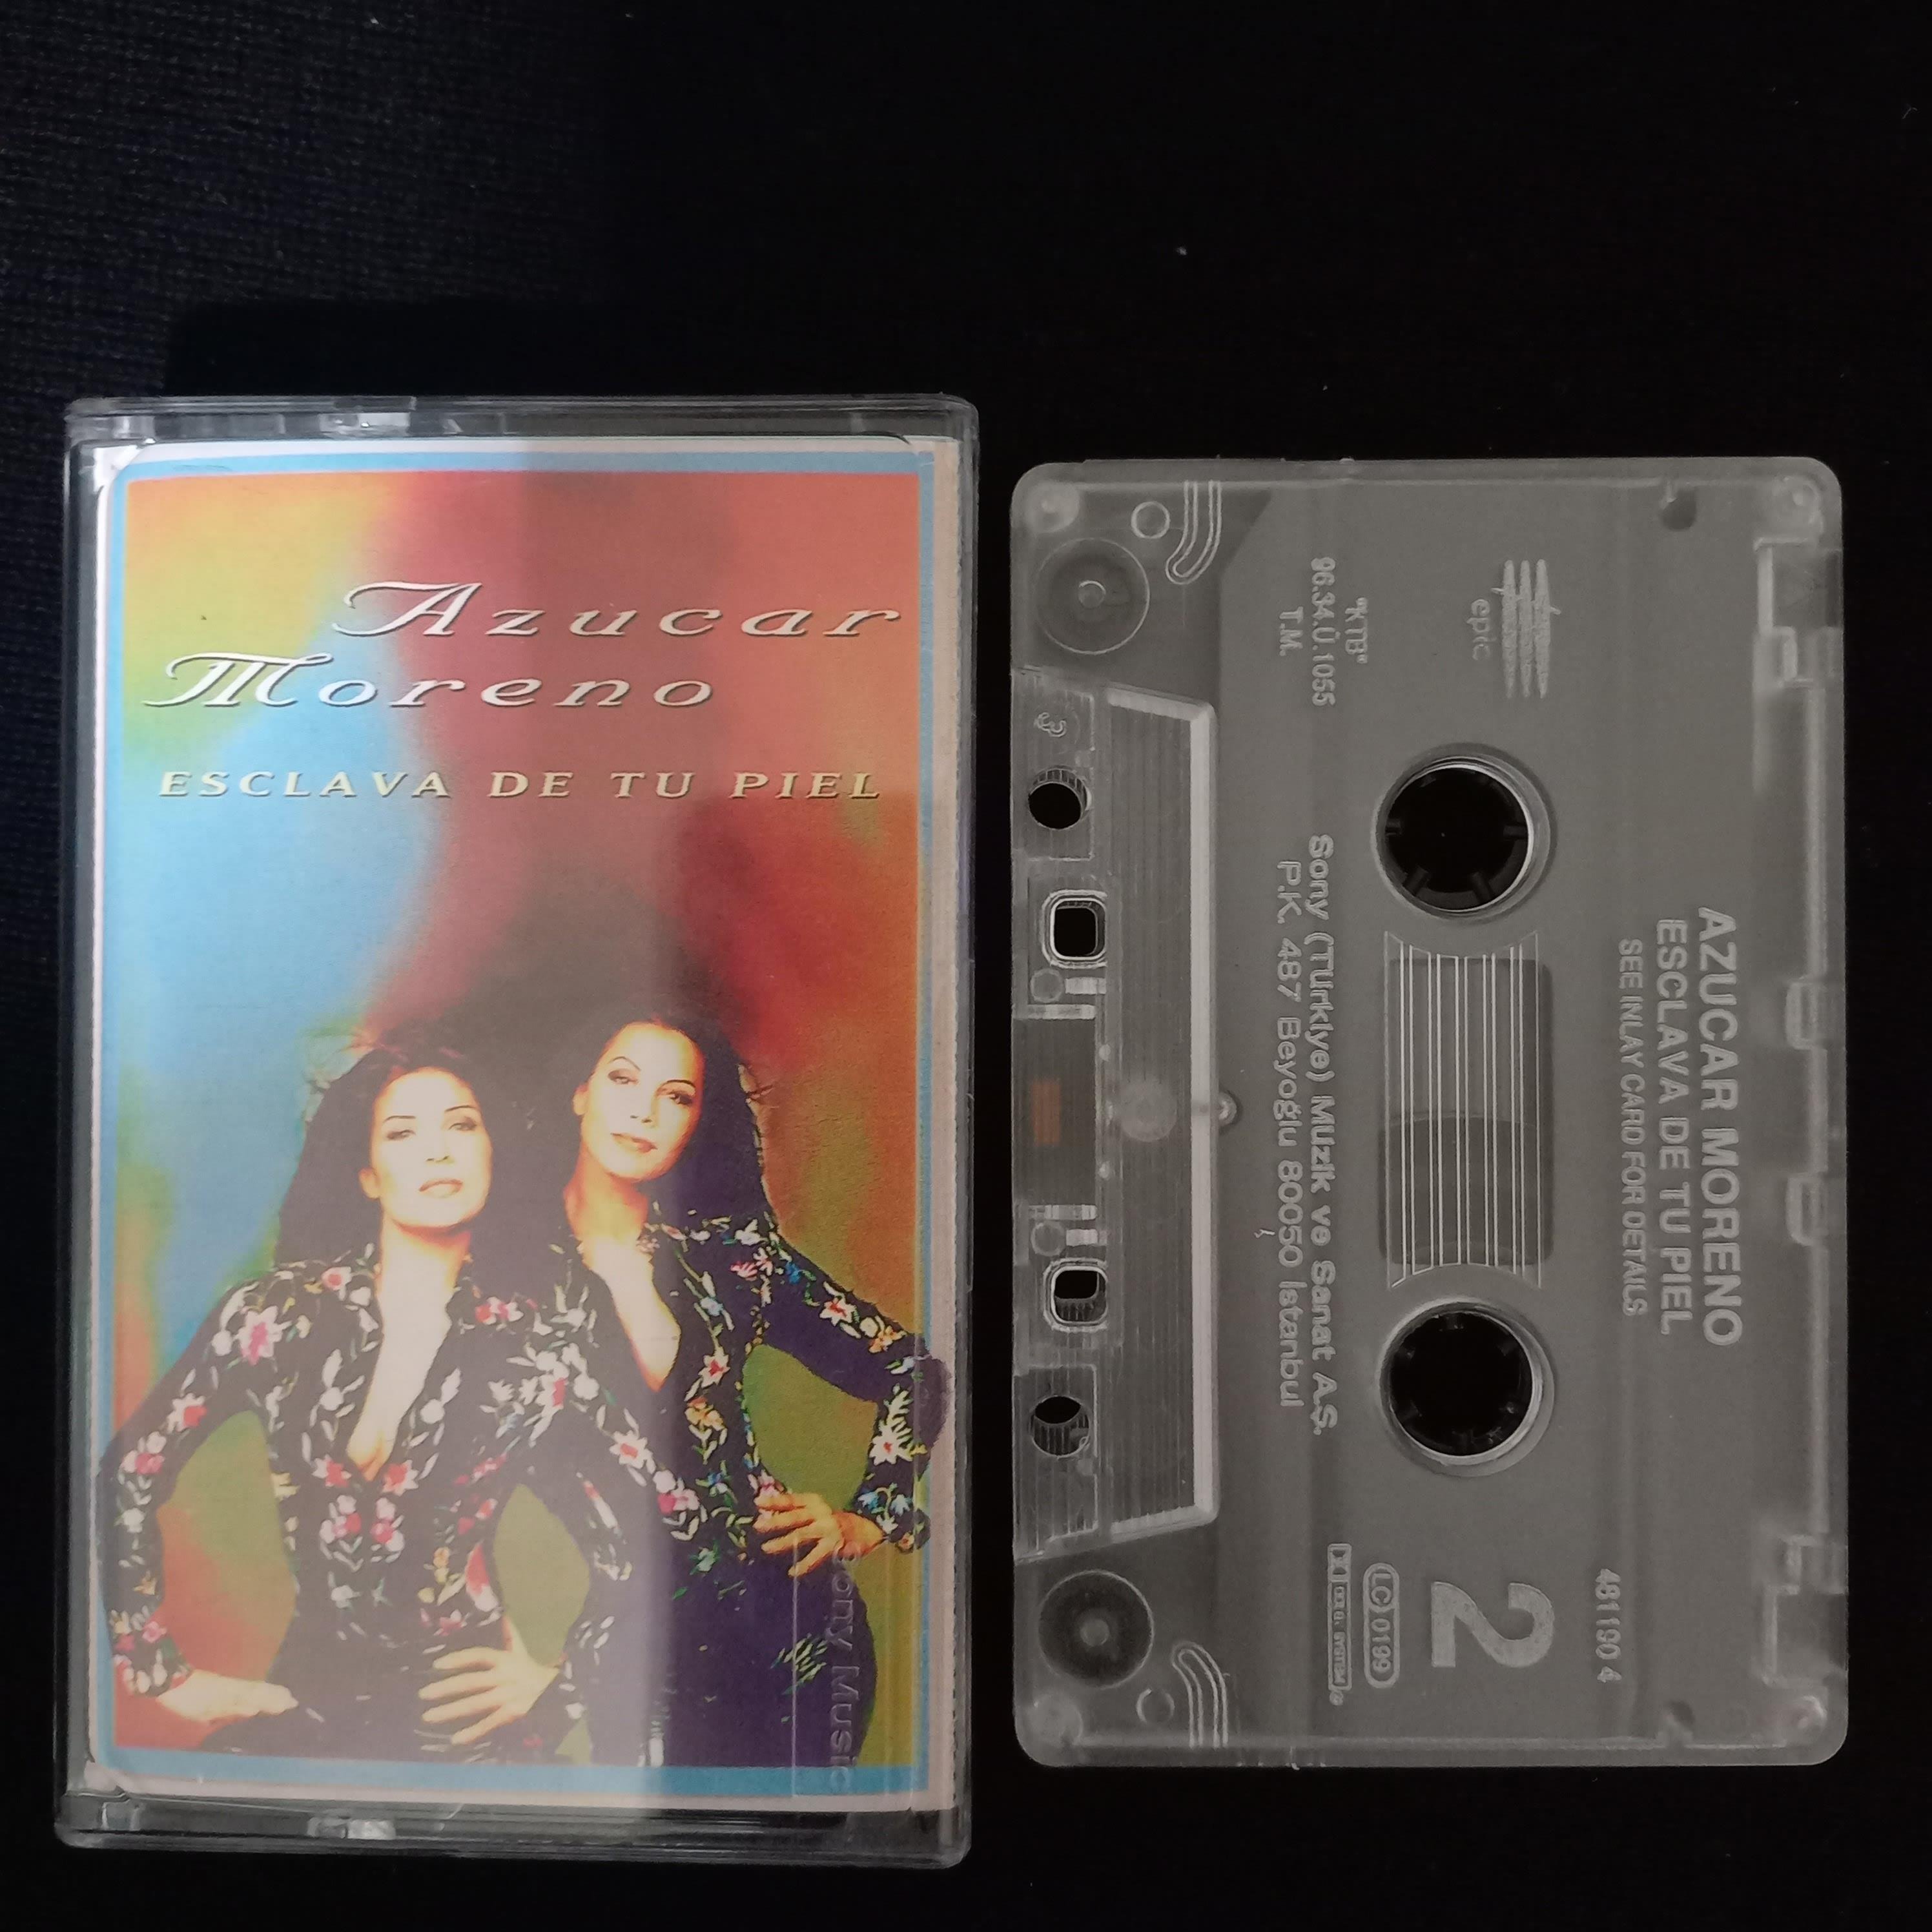 Azucar
Moreno
ESCLAVA DE TU PIEL
Sony Music
AZUCAR MORENO
ESCLAVA DE TU PIEL
SEE INLAY CARD FOR DETAILS
481190 4
epic
2
LC 0199
"KTB"
96.34.Ü.1055
T.M.
Sony (Türkiye) Müzik ve Sanat A.Ş.
P.K. 487 Beyoğlu 80050 İstanbul